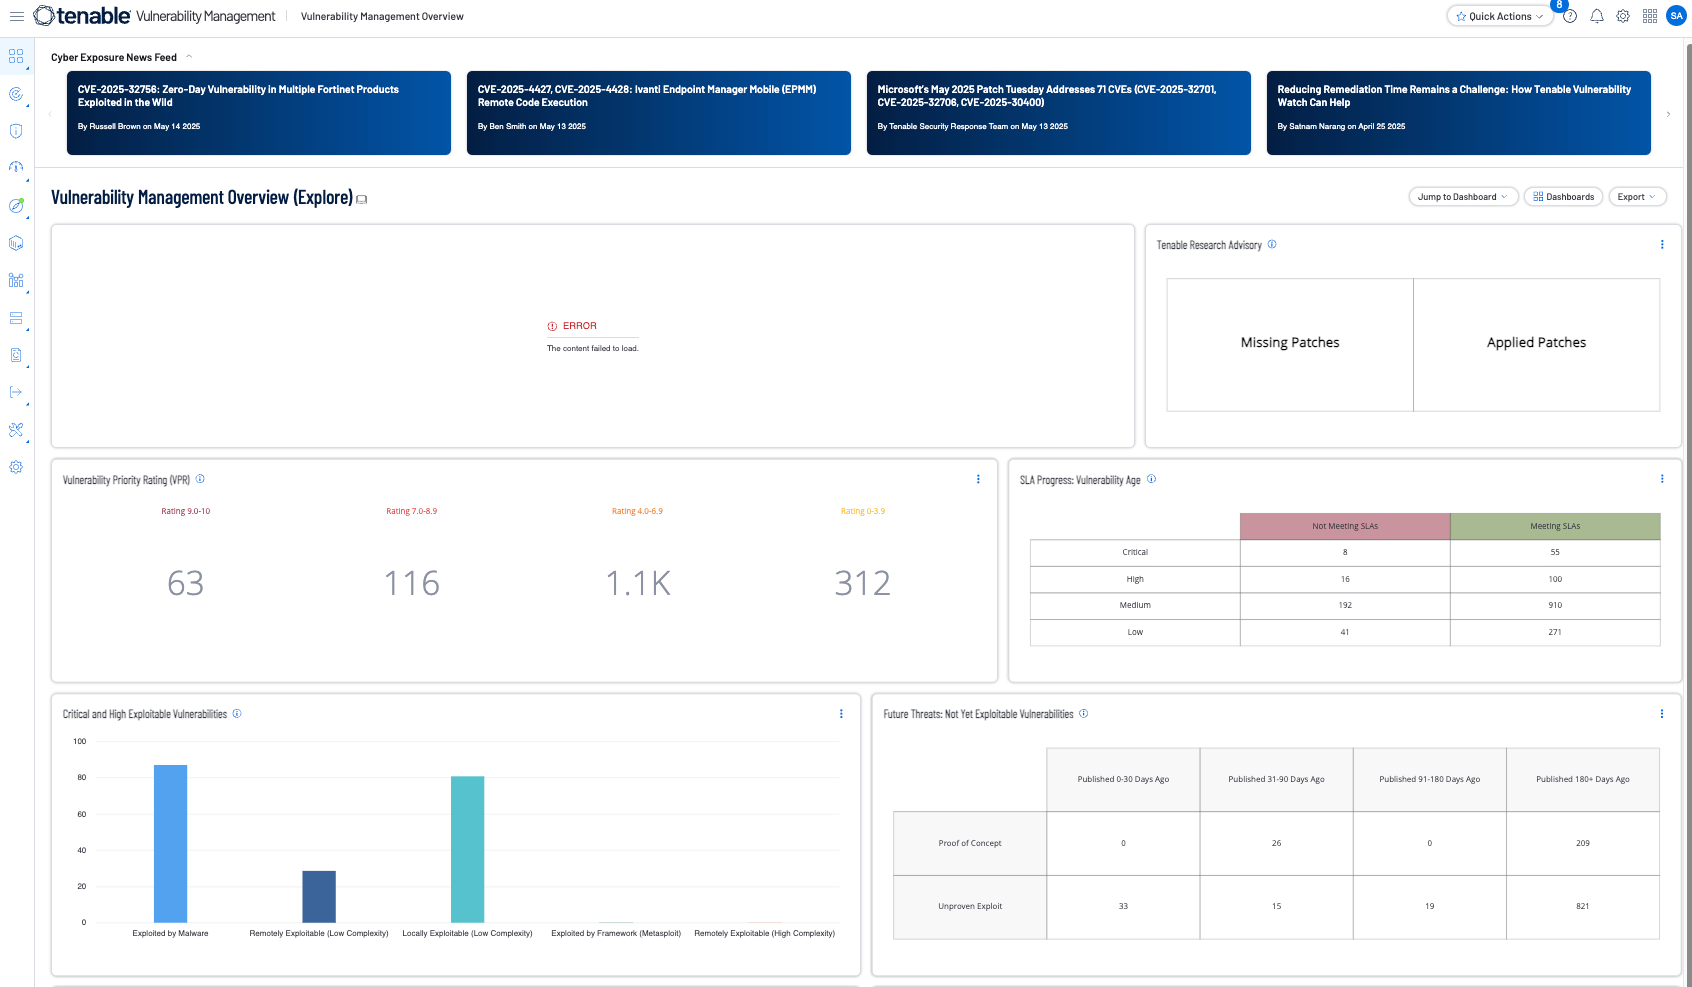 tenable Vulnerability Management
Vulnerability Management Overview
Quick Actions
8
?
SA
Cyber Exposure News Feed
CVE-2025-32756: Zero-Day Vulnerability in Multiple Fortinet Products
Exploited in the Wild
By Russell Brown on May 14 2025
CVE-2025-4427, CVE-2025-4428: Ivanti Endpoint Manager Mobile (EPMM)
Remote Code Execution
By Ben Smith on May 13 2025
Microsoft's May 2025 Patch Tuesday Addresses 71 CVEs (CVE-2025-32701,
CVE-2025-32706, CVE-2025-30400)
By Tenable Security Response Team on May 13 2025
Reducing Remediation Time Remains a Challenge: How Tenable Vulnerability
Watch Can Help
By Satnam Narang on April 25 2025
Vulnerability Management Overview (Explore)
Jump to Dashboard
Dashboards
Export
ERROR
The content failed to load.
Tenable Research Advisory
Missing Patches
Applied Patches
Vulnerability Priority Rating (VPR)
Rating 9.0-10
Rating 7.0-8.9
Rating 4.0-6.9
Rating 0-3.9
63
116
1.1K
312
SLA Progress: Vulnerability Age
Not Meeting SLAs
Meeting SLAs
Critical
8
55
High
16
100
Medium
192
910
Low
41
271
Critical and High Exploitable Vulnerabilities
100
80
60
40
20
0
Exploited by Malware
Remotely Exploitable (Low Complexity)
Locally Exploitable (Low Complexity)
Exploited by Framework (Metasploit)
Remotely Exploitable (High Complexity)
Future Threats: Not Yet Exploitable Vulnerabilities
Published 0-30 Days Ago
Published 31-90 Days Ago
Published 91-180 Days Ago
Published 180+ Days Ago
Proof of Concept
0
26
0
209
Unproven Exploit
33
15
19
821